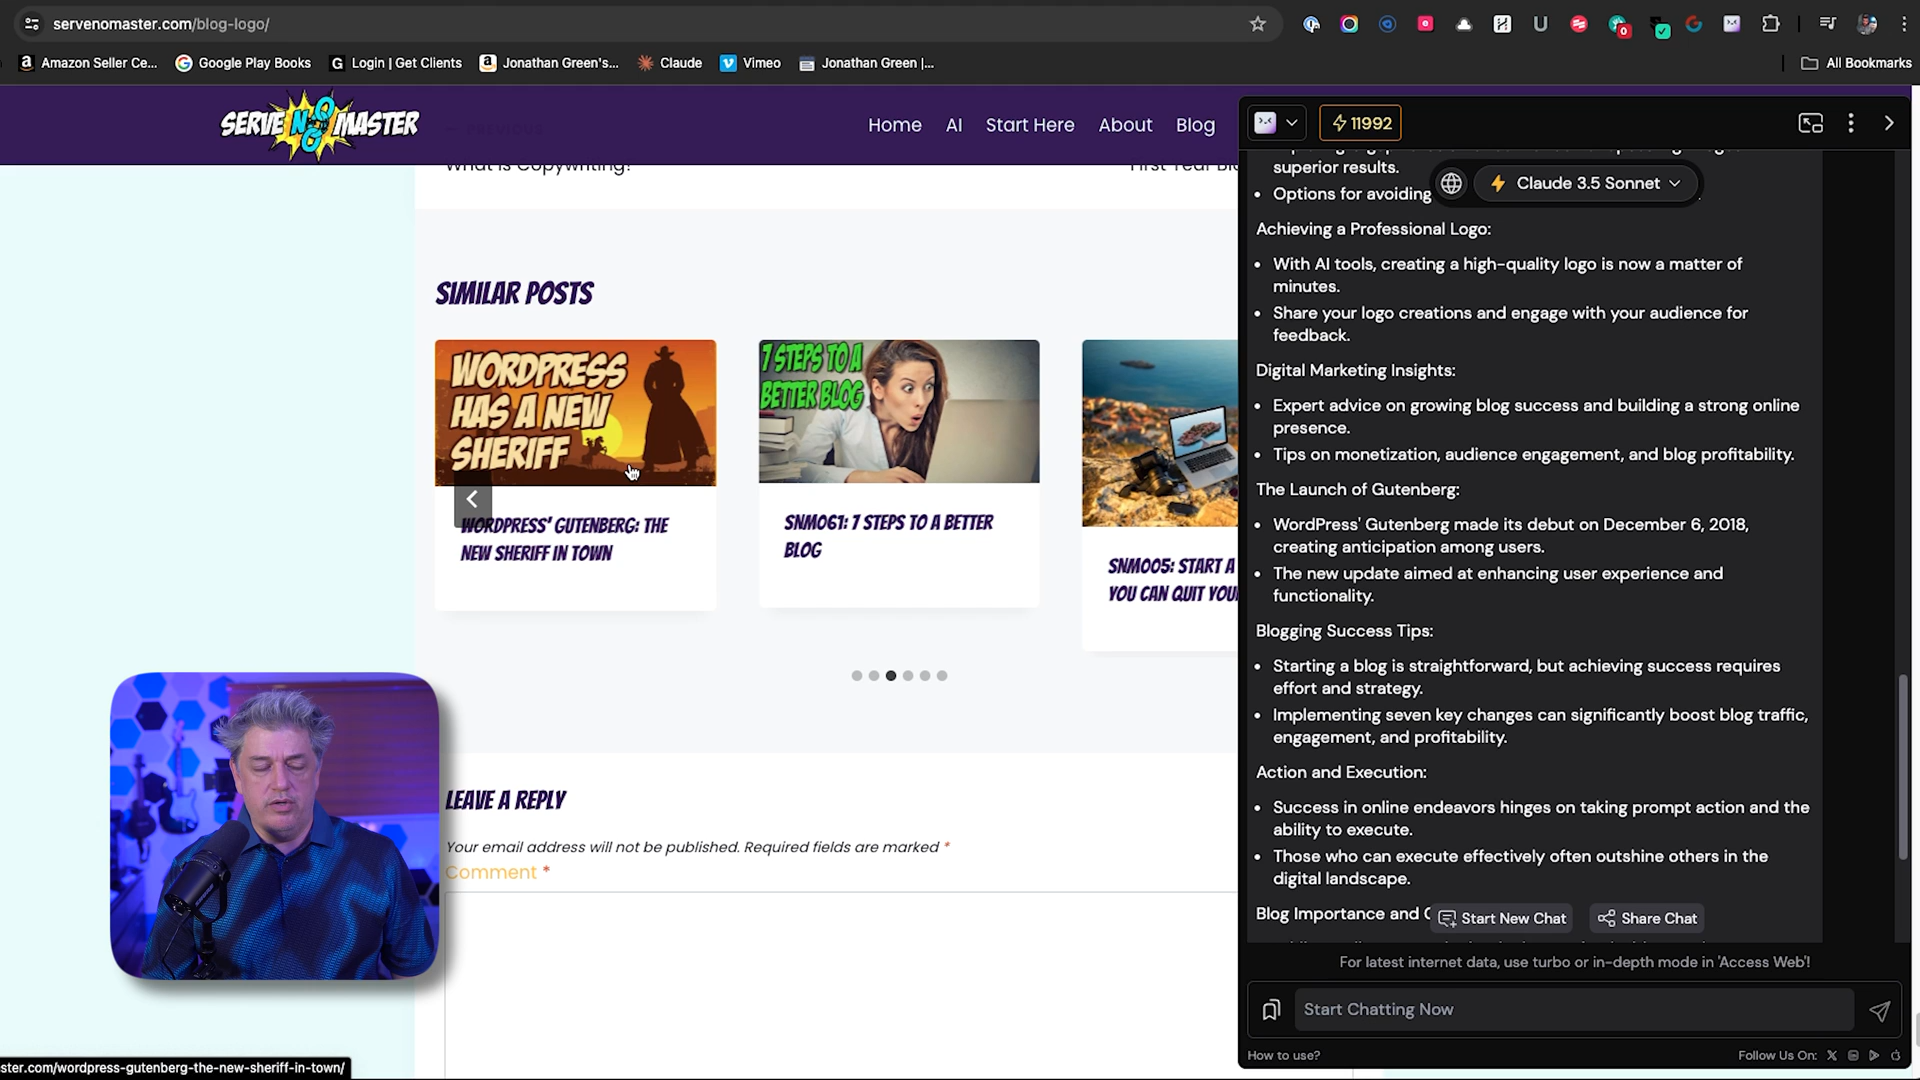 servenomaster.com/blog-logo/
Amazon Seller Ce...
Google Play Books
Login | Get Clients
Jonathan Green's...
Claude
Vimeo
Jonathan Green |...
All Bookmarks
SERVE NO MASTER
PREVIOUS
Home
AI
Start Here
About
Blog
What is Copywriting?
SIMILAR POSTS
WORDPRESS
HAS A NEW
SHERIFF
WORDPRESS' GUTENBERG: THE
NEW SHERIFF IN TOWN
7 STEPS TO A
BETTER BLOG
SNM061: 7 STEPS TO A BETTER
BLOG
SNM005: START A
YOU CAN QUIT YOU
LEAVE A REPLY
Your email address will not be published. Required fields are marked *
Comment *
ster.com/wordpress-gutenberg-the-new-sheriff-in-town/
11992
superior results.
Claude 3.5 Sonnet
• Options for avoiding
Achieving a Professional Logo:
• With AI tools, creating a high-quality logo is now a matter of
minutes.
• Share your logo creations and engage with your audience for
feedback.
Digital Marketing Insights:
• Expert advice on growing blog success and building a strong online
presence.
• Tips on monetization, audience engagement, and blog profitability.
The Launch of Gutenberg:
• WordPress' Gutenberg made its debut on December 6, 2018,
creating anticipation among users.
• The new update aimed at enhancing user experience and
functionality.
Blogging Success Tips:
• Starting a blog is straightforward, but achieving success requires
effort and strategy.
• Implementing seven key changes can significantly boost blog traffic,
engagement, and profitability.
Action and Execution:
• Success in online endeavors hinges on taking prompt action and the
ability to execute.
• Those who can execute effectively often outshine others in the
digital landscape.
Blog Importance and
Start New Chat
Share Chat
For latest internet data, use turbo or in-depth mode in 'Access Web'!
Start Chatting Now
How to use?
Follow Us On: